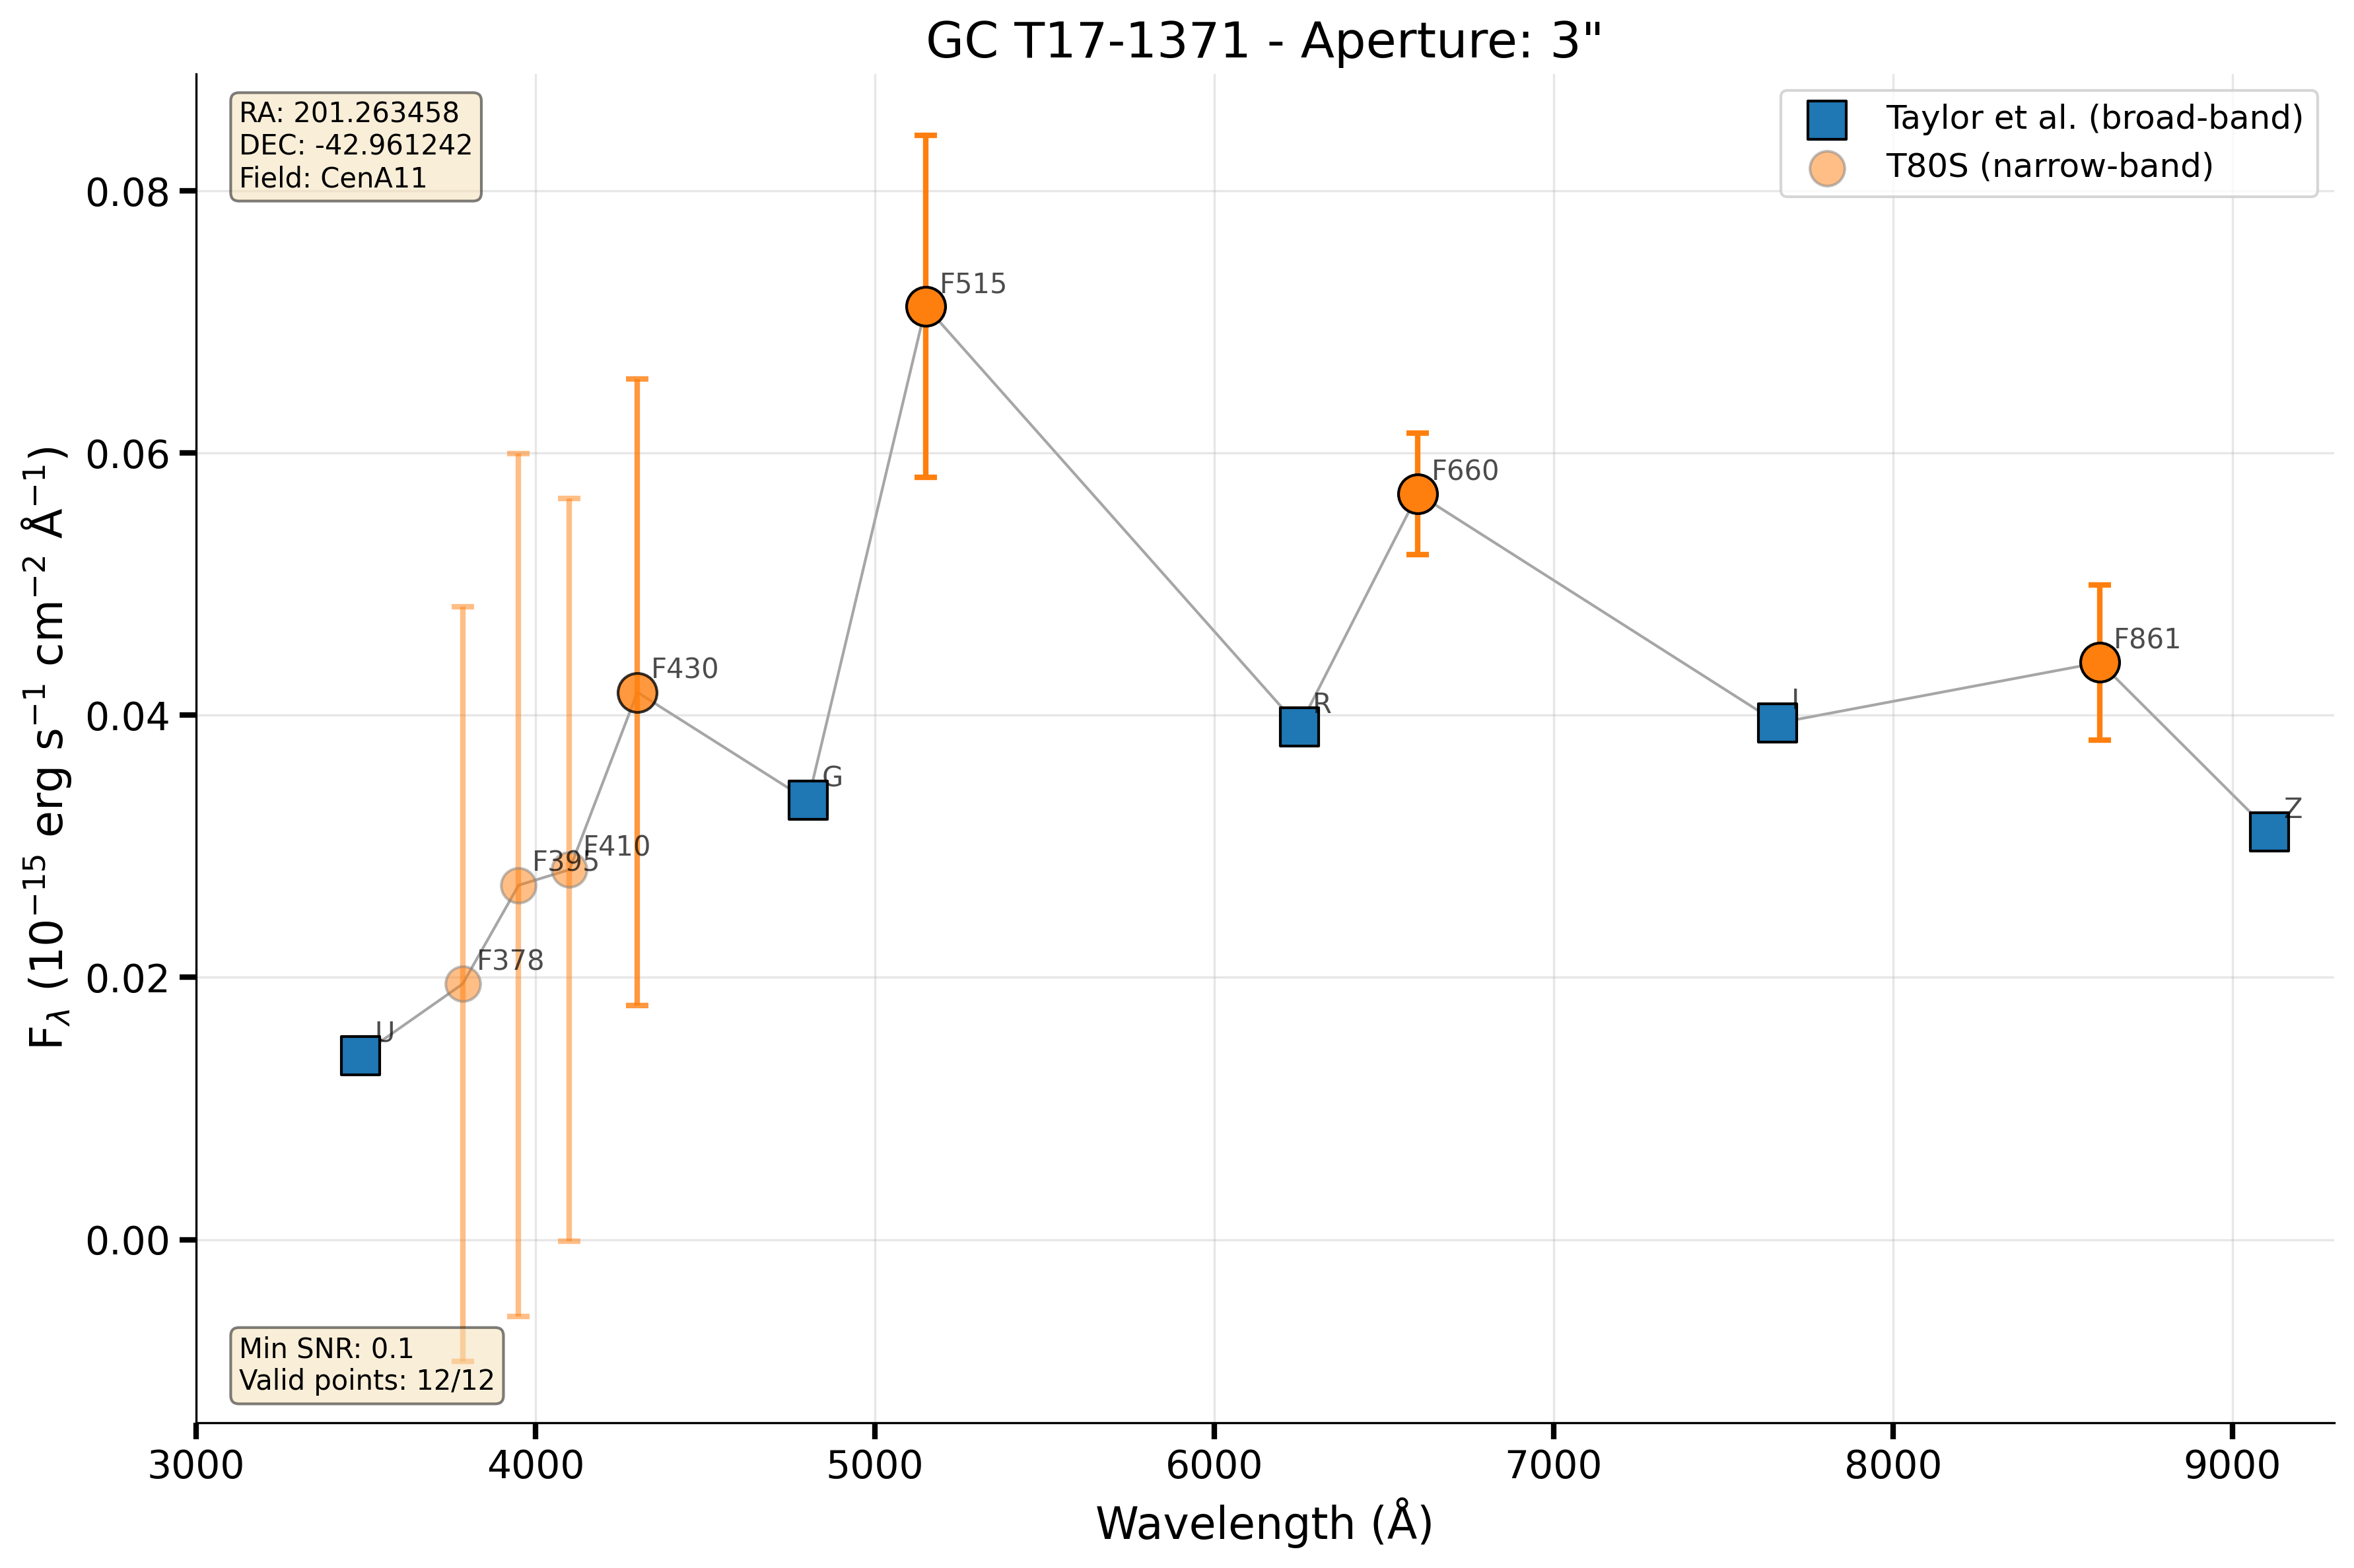 GC T17-1371 - Aperture: 3"
RA: 201.263458
DEC: -42.961242
Field: CenA11
Taylor et al. (broad-band)
T80S (narrow-band)
F515
F660
F430
F861
R
I
G
Z
F410
F395
F378
U
Min SNR: 0.1
Valid points: 12/12
0.08
0.06
0.04
0.02
0.00
3000 4000 5000 6000 7000 8000 9000
Wavelength (Å)
Fλ (10⁻¹⁵ erg s⁻¹ cm⁻² Å⁻¹)